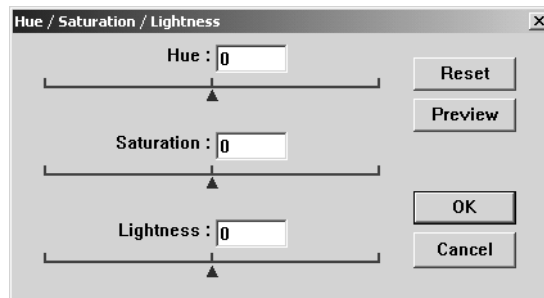 Hue / Saturation / Lightness
Hue : 0
Reset
Preview
Saturation : 0
Lightness : 0
OK
Cancel